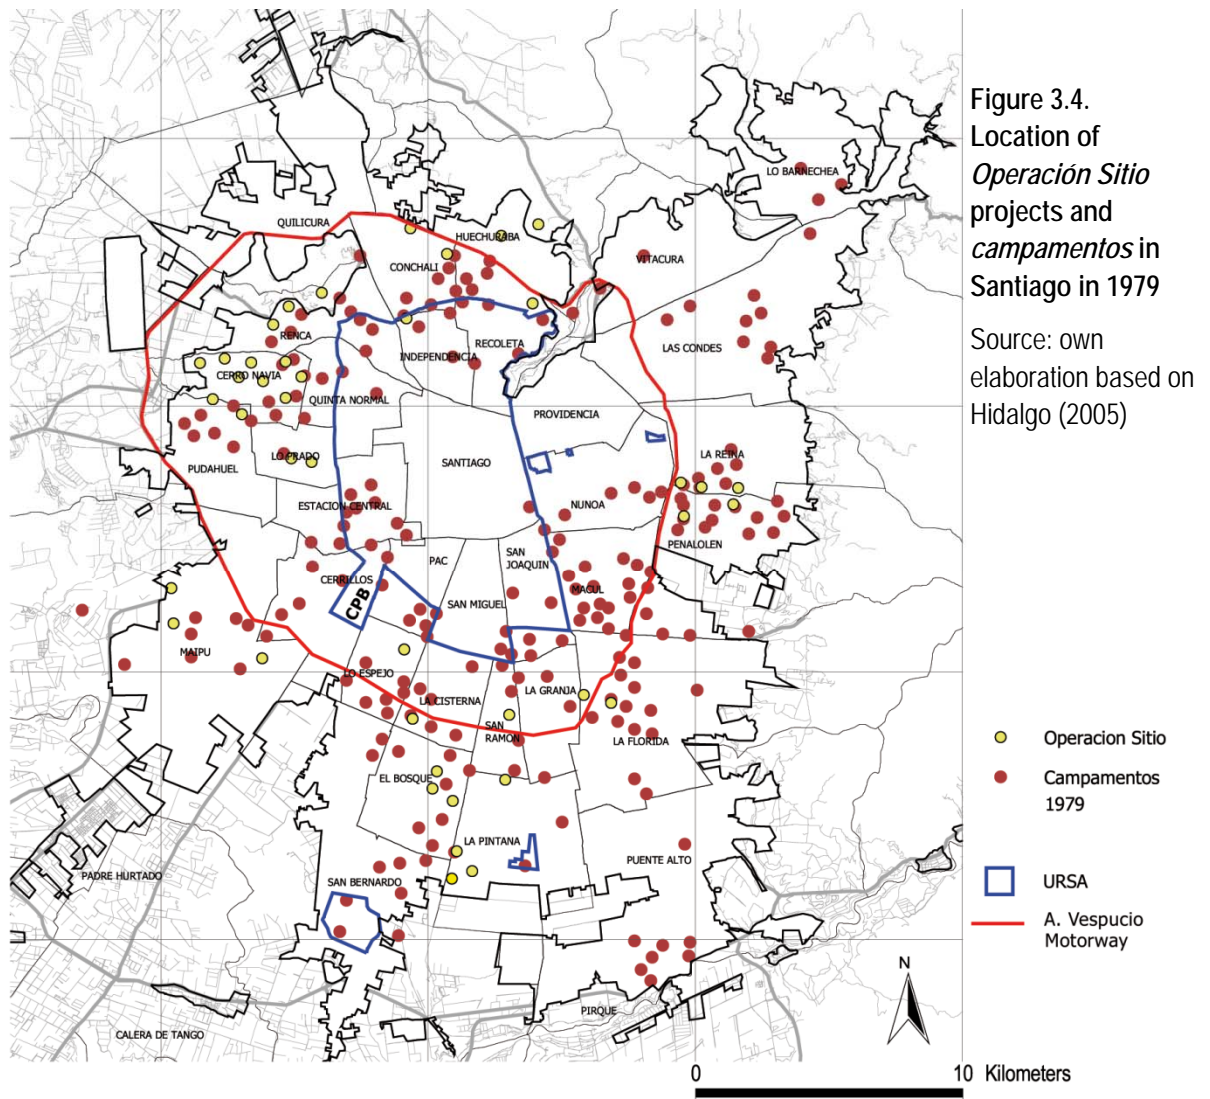 Figure 3.4.
Location of
Operación Sitio
projects and
campamentos in
Santiago in 1979
Source: own
elaboration based on
Hidalgo (2005)
LO BARNECHEA
QUILICURA
HUECHURABA
VITACURA
CONCHALI
RENCA
RECOLETA
LAS CONDES
INDEPENDENCIA
CERRO NAVIA
QUINTA NORMAL
PROVIDENCIA
LA REINA
LO PRADO
SANTIAGO
PUDAHUEL
ESTACION CENTRAL
NUNOA
PENALOLEN
PAC
SAN
JOAQUIN
CERRILLOS
MACUL
CPB
SAN MIGUEL
MAIPU
LO ESPEJO
LA GRANJA
LA CISTERNA
SAN
RAMON
LA FLORIDA
EL BOSQUE
LA PINTANA
PUENTE ALTO
PADRE HURTADO
SAN BERNARDO
PIRQUE
CALERA DE TANGO
Operacion Sitio
Campamentos
1979
URSA
A. Vespucio
Motorway
N
0 10 Kilometers